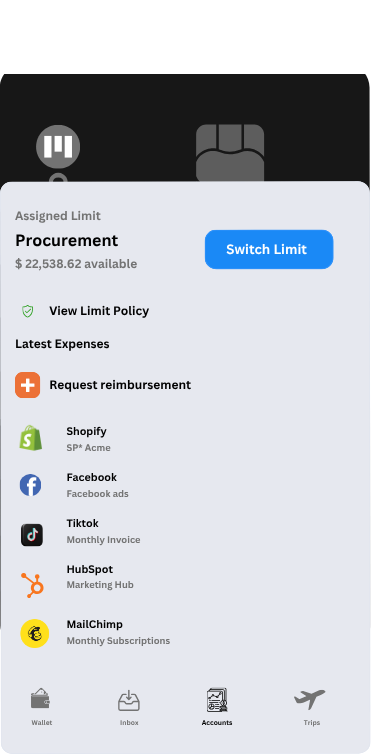 Assigned Limit
Procurement
$ 22,538.62 available
Switch Limit
View Limit Policy
Latest Expenses
Request reimbursement
Shopify
SP* Acme
Facebook
Facebook ads
Tiktok
Monthly Invoice
HubSpot
Marketing Hub
MailChimp
Monthly Subscriptions
Wallet
Inbox
Accounts
Trips